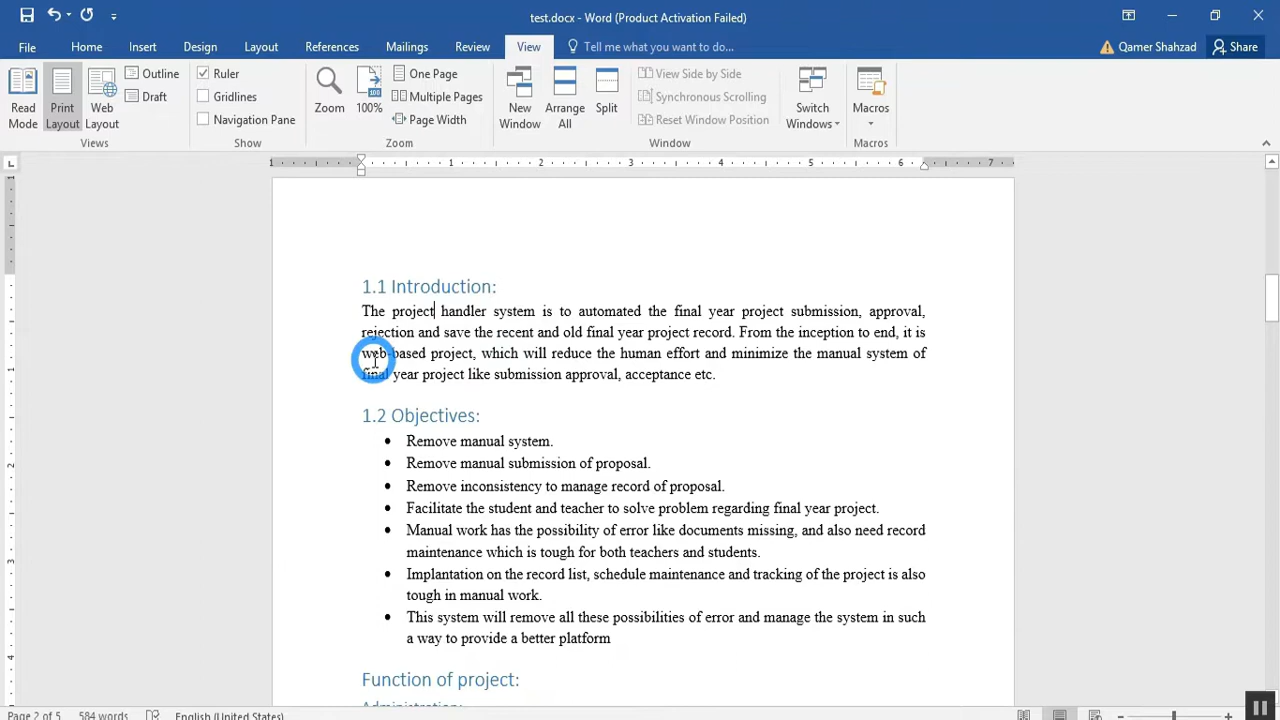 test.docx - Word (Product Activation Failed)
File Home Insert Design Layout References Mailings Review View Tell me what you want to do... Qamer Shahzad Share
Read Mode
Print Layout
Web Layout
Outline
Draft
Views
Ruler
Gridlines
Navigation Pane
Show
Zoom
100%
One Page
Multiple Pages
Page Width
Zoom
New Window
Arrange All
Split
View Side by Side
Synchronous Scrolling
Reset Window Position
Window
Switch Windows
Macros
Macros
1 1 2 3 4 5 6 7
1.1 Introduction:
The project handler system is to automated the final year project submission, approval,
rejection and save the recent and old final year project record. From the inception to end, it is
web-based project, which will reduce the human effort and minimize the manual system of
final year project like submission approval, acceptance etc.
1.2 Objectives:
• Remove manual system.
• Remove manual submission of proposal.
• Remove inconsistency to manage record of proposal.
• Facilitate the student and teacher to solve problem regarding final year project.
• Manual work has the possibility of error like documents missing, and also need record
maintenance which is tough for both teachers and students.
• Implantation on the record list, schedule maintenance and tracking of the project is also
tough in manual work.
• This system will remove all these possibilities of error and manage the system in such
a way to provide a better platform
Function of project:
Administration:
Page 2 of 5 584 words English (United States)